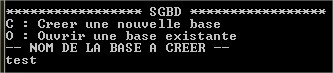 ****************** SGBD ******************
C : Creer une nouvelle base
O : Ouvrir une base existante
-- NOM DE LA BASE A CREER --
test